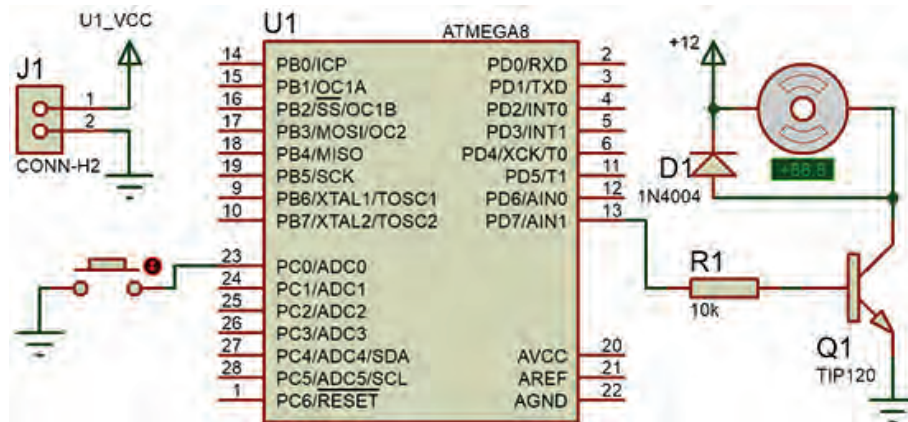 U1_VCC
J1
1
2
CONN-H2
U1
ATMEGA8
14 PB0/ICP PD0/RXD 2
15 PB1/OC1A PD1/TXD 3
16 PB2/SS/OC1B PD2/INT0 4
17 PB3/MOSI/OC2 PD3/INT1 5
18 PB4/MISO PD4/XCK/T0 6
19 PB5/SCK PD5/T1 11
9 PB6/XTAL1/TOSC1 PD6/AIN0 12
10 PB7/XTAL2/TOSC2 PD7/AIN1 13
23 PC0/ADC0
24 PC1/ADC1
25 PC2/ADC2
26 PC3/ADC3
27 PC4/ADC4/SDA AVCC 20
28 PC5/ADC5/SCL AREF 21
1 PC6/RESET AGND 22
+12
+88.8
D1
1N4004
R1
10k
Q1
TIP120